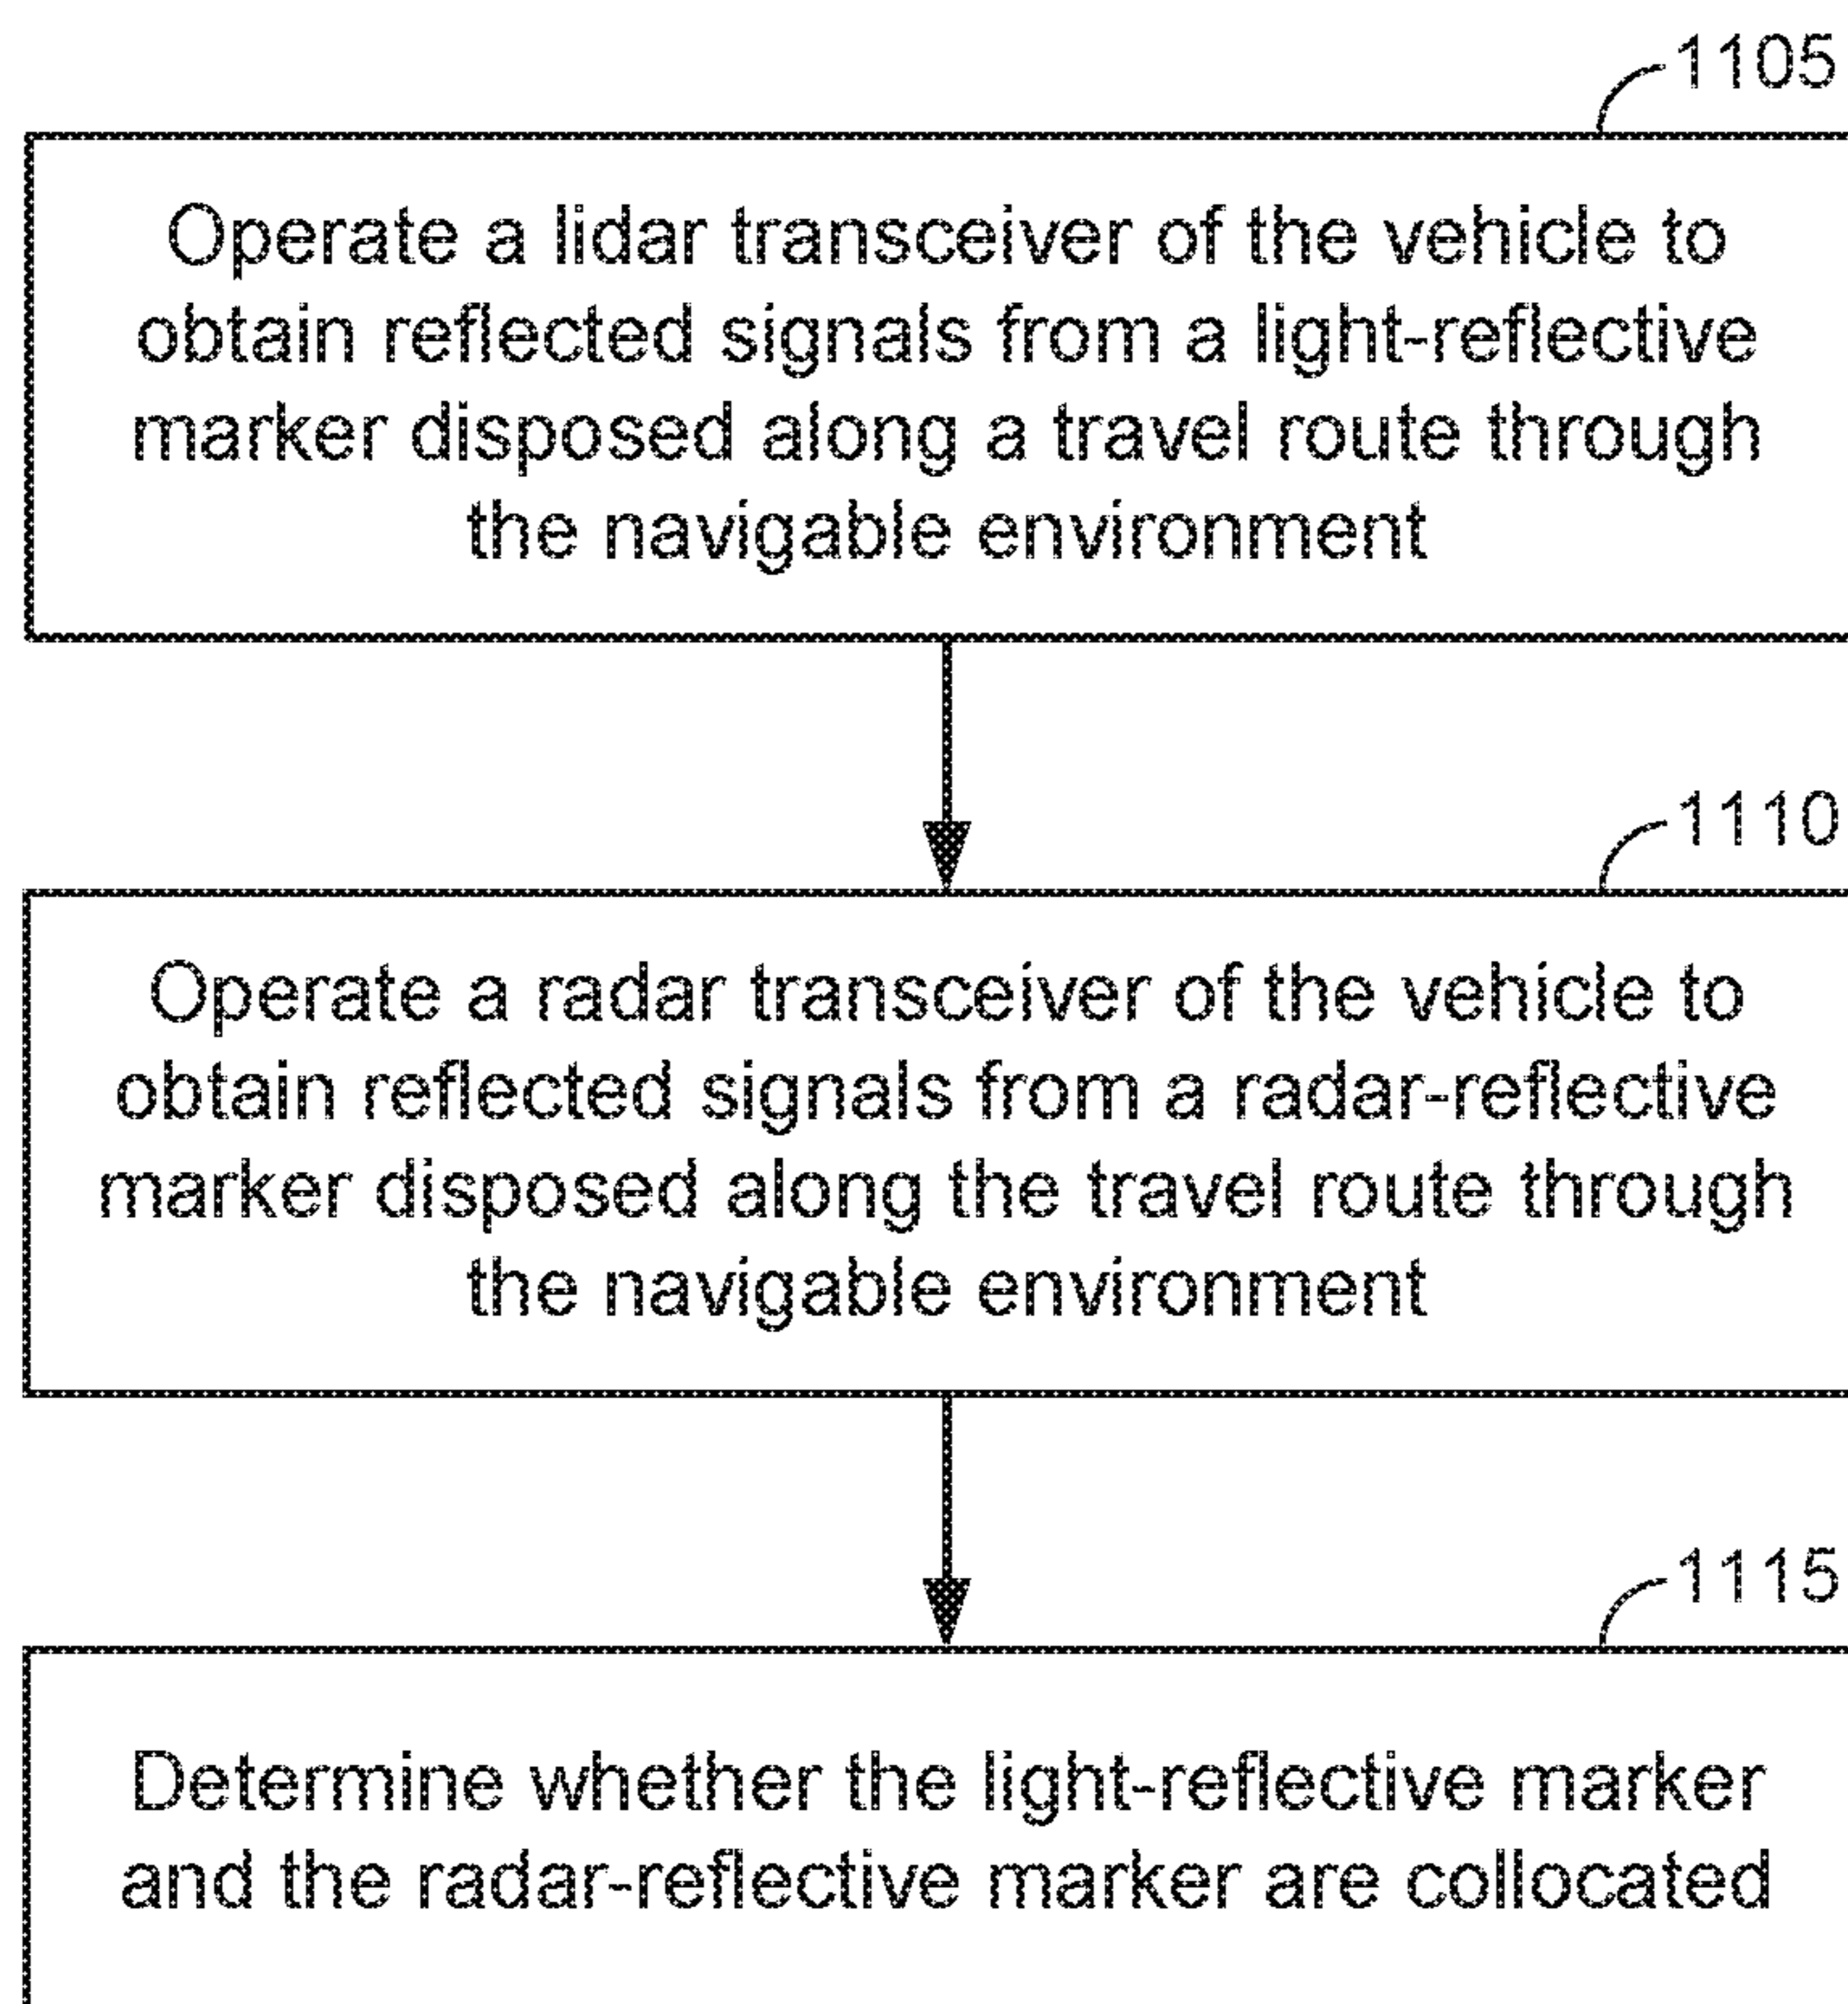 1105
Operate a lidar transceiver of the vehicle to
obtain reflected signals from a light-reflective
marker disposed along a travel route through
the navigable environment
1110
Operate a radar transceiver of the vehicle to
obtain reflected signals from a radar-reflective
marker disposed along the travel route through
the navigable environment
1115
Determine whether the light-reflective marker
and the radar-reflective marker are collocated